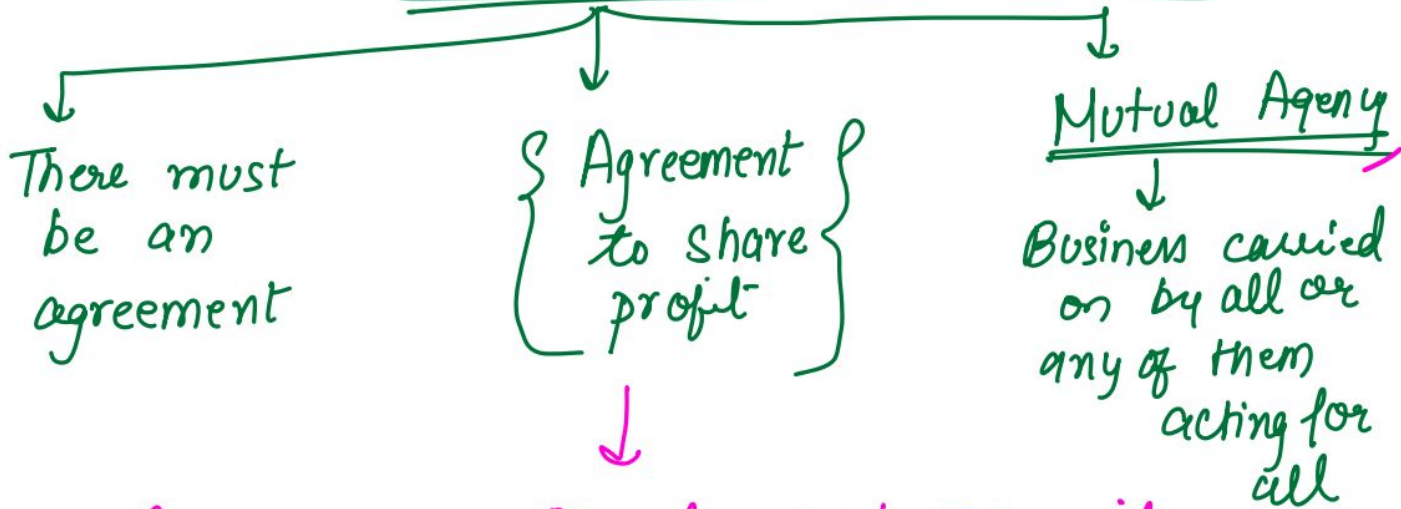 There must
be an
agreement
Agreement
to share
profit
Mutual Ageny
Business carried
on by all or
any of them
acting for
all